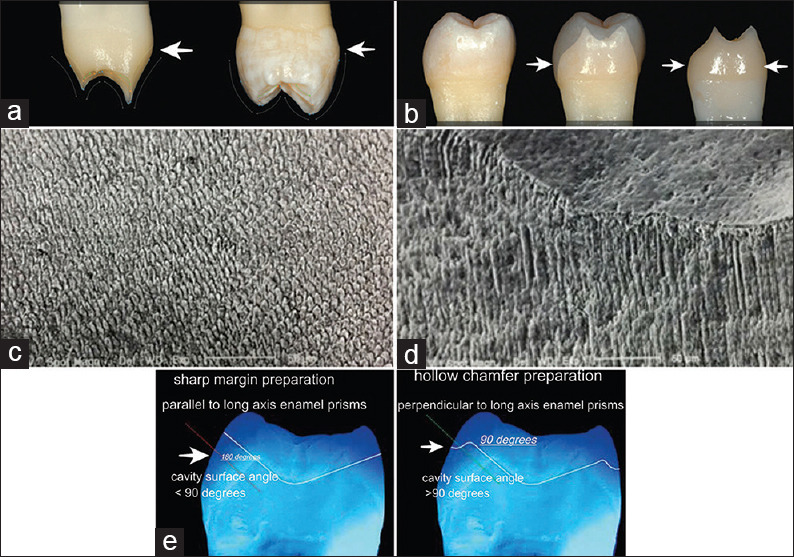 a
b
c
d
sharp margin preparation
parallel to long axis enamel prisms
180 degrees
cavity surface angle
< 90 degrees
e
hollow chamfer preparation
perpendicular to long axis enamel prisms
90 degrees
cavity surface angle
>90 degrees